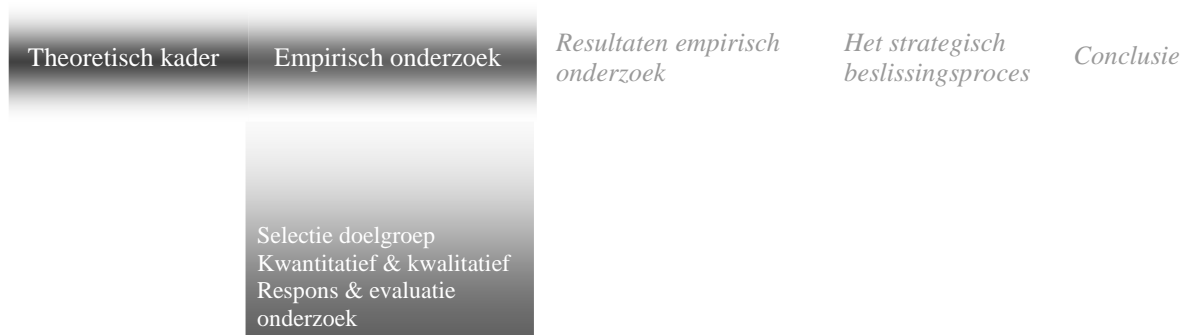 Theoretisch kader
Empirisch onderzoek
Resultaten empirisch
onderzoek
Het strategisch
beslissingsproces
Conclusie
Selectie doelgroep
Kwantitatief & kwalitatief
Respons & evaluatie
onderzoek